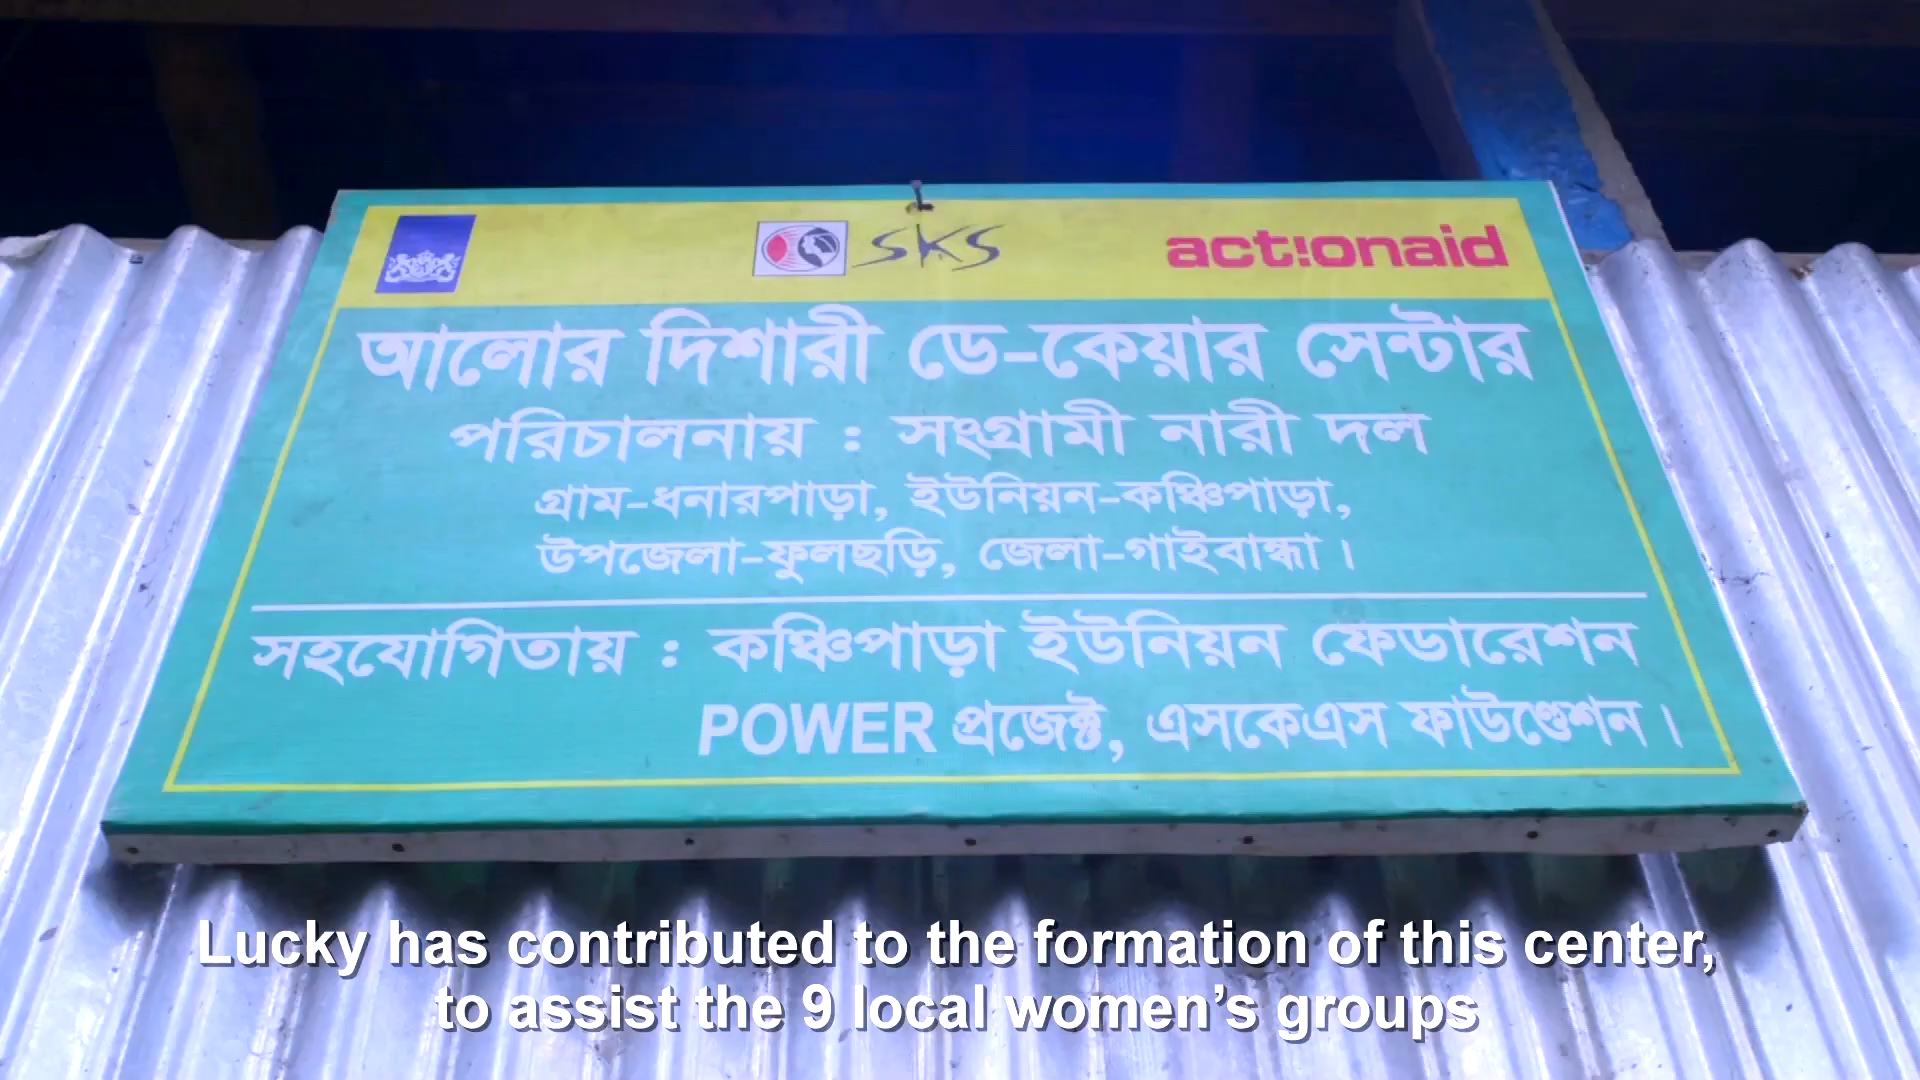 SKS actionaid
আলোর দিশারী ডে-কেয়ার সেন্টার
পরিচালনায় : সংগ্রামী নারী দল
গ্রাম-ধনারপাড়া, ইউনিয়ন-কঞ্চিপাড়া,
উপজেলা-ফুলছড়ি, জেলা-গাইবান্ধা।
সহযোগিতায় : কঞ্চিপাড়া ইউনিয়ন ফেডারেশন
POWER প্রজেক্ট, এসকেএস ফাউণ্ডেশন।
Lucky has contributed to the formation of this center,
to assist the 9 local women's groups